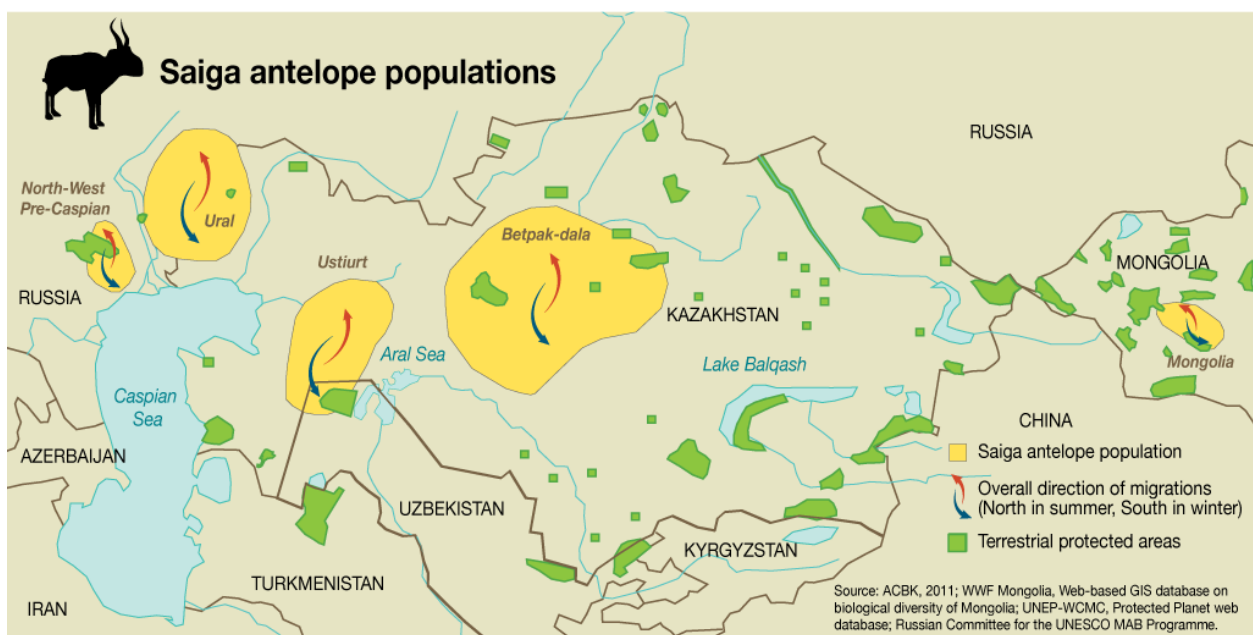 Saiga antelope populations
RUSSIA
North-West
Pre-Caspian
Ural
Betpak-dala
Ustiurt
MONGOLIA
RUSSIA
KAZAKHSTAN
Aral Sea
Lake Balqash
Mongolia
Caspian
Sea
CHINA
AZERBAIJAN
UZBEKISTAN
KYRGYZSTAN
TURKMENISTAN
IRAN
Saiga antelope population
Overall direction of migrations
(North in summer, South in winter)
Terrestrial protected areas
Source: ACBK, 2011; WWF Mongolia, Web-based GIS database on
biological diversity of Mongolia; UNEP-WCMC, Protected Planet web
database; Russian Committee for the UNESCO MAB Programme.